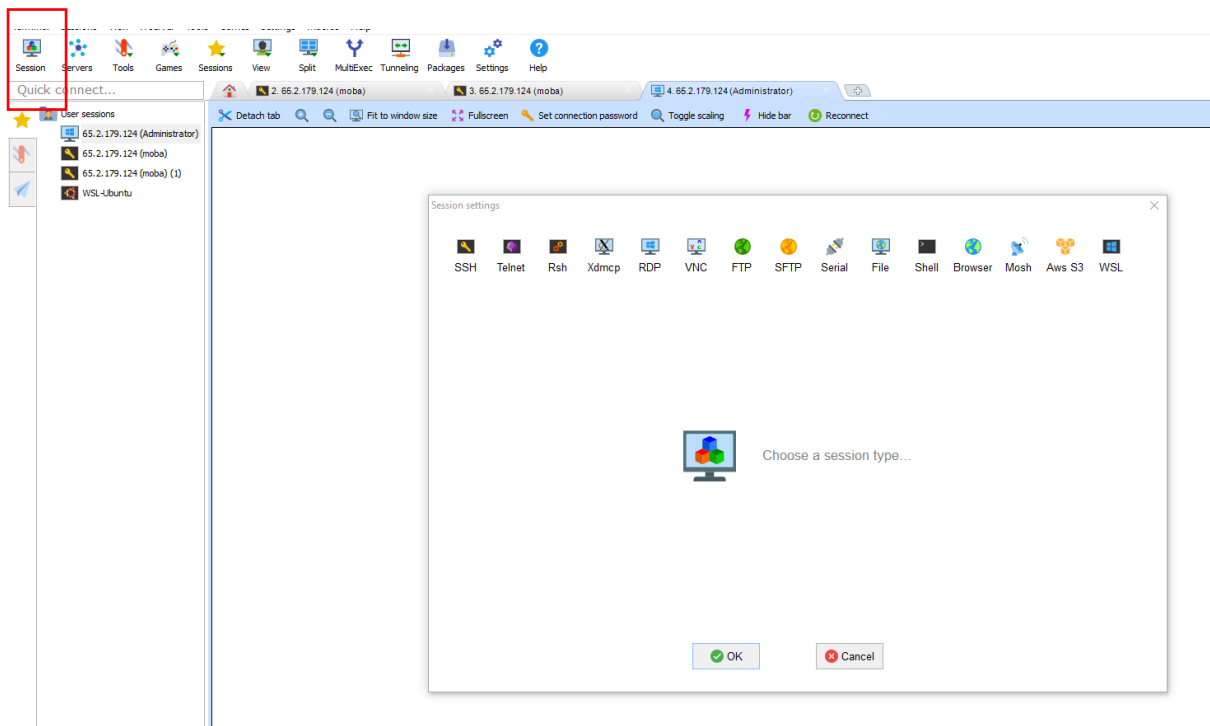 Session Servers Tools Games Sessions View Split MultiExec Tunneling Packages Settings Help
Quick connect...
2. 65.2.179.124 (moba)
3. 65.2.179.124 (moba)
4. 65.2.179.124 (Administrator)
User sessions
65.2.179.124 (Administrator)
65.2.179.124 (moba)
65.2.179.124 (moba) (1)
WSL-Ubuntu
Detach tab Fit to window size Fullscreen Set connection password Toggle scaling Hide bar Reconnect
Session settings
SSH Telnet Rsh Xdmcp RDP VNC FTP SFTP Serial File Shell Browser Mosh Aws S3 WSL
Choose a session type...
OK Cancel